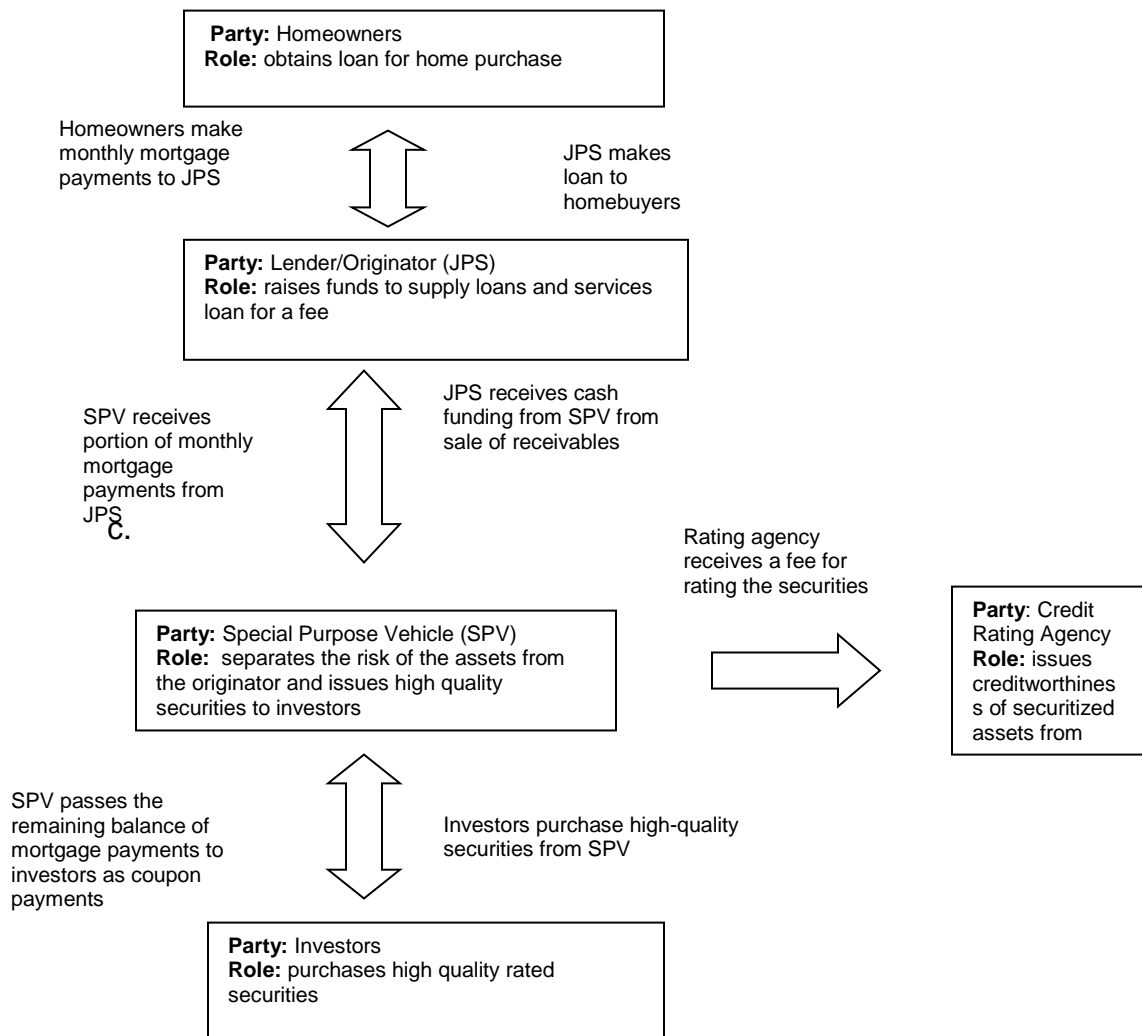 Party: Homeowners
Role: obtains loan for home purchase
Homeowners make
monthly mortgage
payments to JPS
JPS makes
loan to
homebuyers
Party: Lender/Originator (JPS)
Role: raises funds to supply loans and services
loan for a fee
SPV receives
portion of monthly
mortgage
payments from
JPS
c.
JPS receives cash
funding from SPV from
sale of receivables
Rating agency
receives a fee for
rating the securities
Party: Special Purpose Vehicle (SPV)
Role: separates the risk of the assets from
the originator and issues high quality
securities to investors
Party: Credit
Rating Agency
Role: issues
creditworthines
s of securitized
assets from
SPV passes the
remaining balance of
mortgage payments to
investors as coupon
payments
Investors purchase high-quality
securities from SPV
Party: Investors
Role: purchases high quality rated
securities